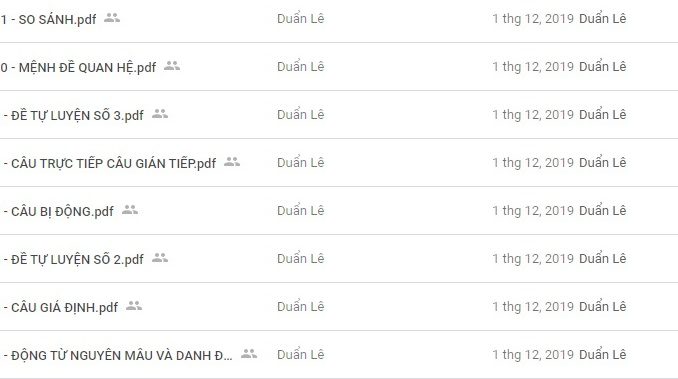 1 - SO SÁNH.pdf Duẩn Lê 1 thg 12, 2019 Duẩn Lê
0 - MỆNH ĐỀ QUAN HỆ.pdf Duẩn Lê 1 thg 12, 2019 Duẩn Lê
- ĐỀ TỰ LUYỆN SỐ 3.pdf Duẩn Lê 1 thg 12, 2019 Duẩn Lê
- CÂU TRỰC TIẾP CÂU GIÁN TIẾP.pdf Duẩn Lê 1 thg 12, 2019 Duẩn Lê
- CÂU BỊ ĐỘNG.pdf Duẩn Lê 1 thg 12, 2019 Duẩn Lê
- ĐỀ TỰ LUYỆN SỐ 2.pdf Duẩn Lê 1 thg 12, 2019 Duẩn Lê
- CÂU GIÁ ĐỊNH.pdf Duẩn Lê 1 thg 12, 2019 Duẩn Lê
- ĐỘNG TỪ NGUYÊN MẪU VÀ DANH Đ... Duẩn Lê 1 thg 12, 2019 Duẩn Lê